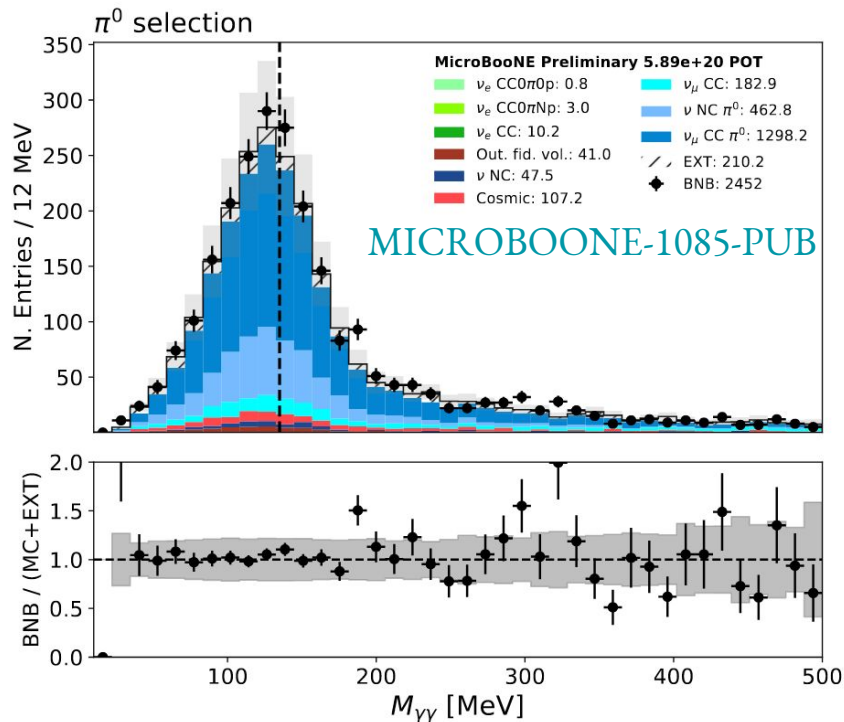 π⁰ selection
MicroBooNE Preliminary 5.89e+20 POT
νₑ CC0π0p: 0.8
νₑ CC0πNp: 3.0
νₑ CC: 10.2
Out. fid. vol.: 41.0
ν NC: 47.5
Cosmic: 107.2
ν_μ CC: 182.9
ν NC π⁰: 462.8
ν_μ CC π⁰: 1298.2
EXT: 210.2
BNB: 2452
MICROBOONE-1085-PUB
N. Entries / 12 MeV
350
300
250
200
150
100
50
BNB / (MC+EXT)
2.0
1.5
1.0
0.5
0.0
100
200
300
400
500
M_γγ [MeV]